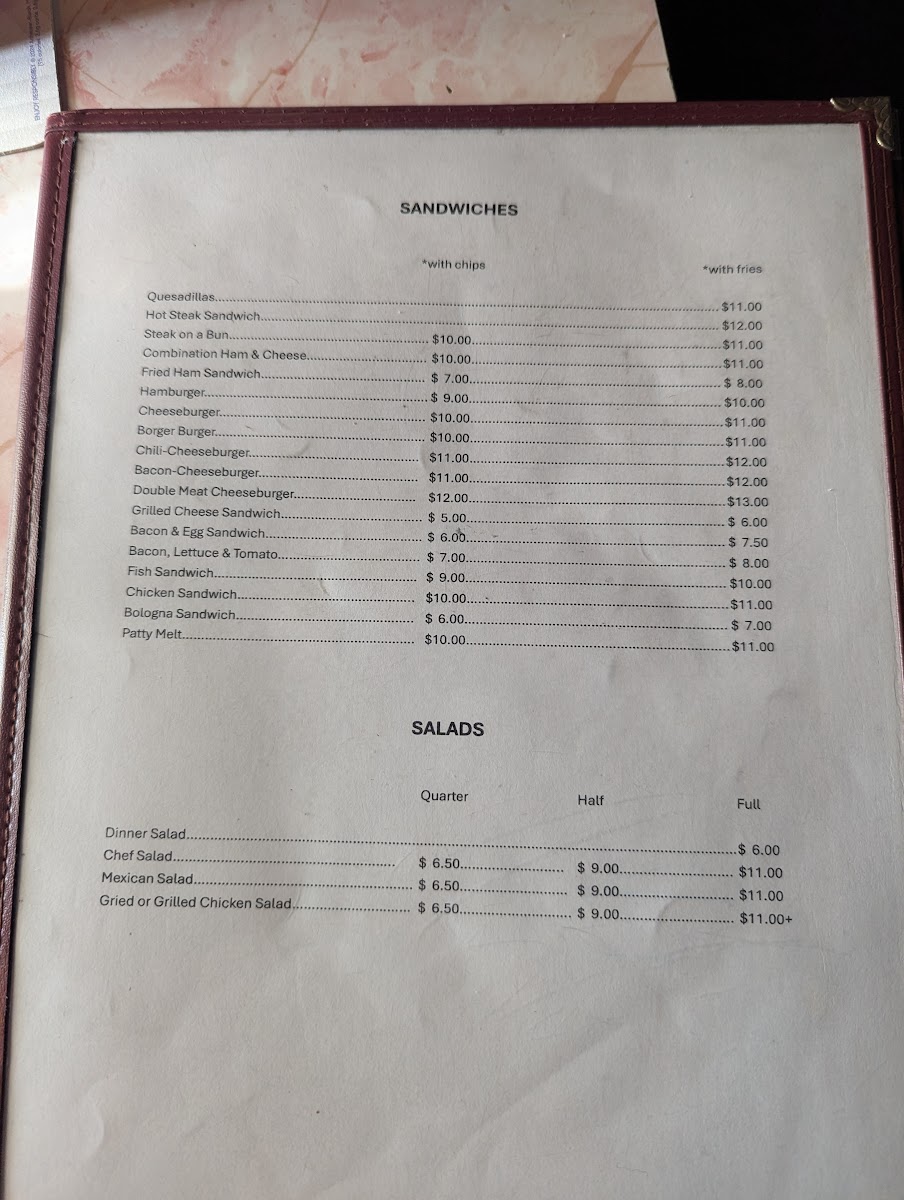 ENJOY RESPONSIBLY
SANDWICHES
*with chips *with fries
Quesadillas $11.00
Hot Steak Sandwich $12.00
Steak on a Bun $10.00 $11.00
Combination Ham & Cheese $10.00 $11.00
Fried Ham Sandwich $ 7.00 $ 8.00
Hamburger $ 9.00 $10.00
Cheeseburger $10.00 $11.00
Borger Burger $10.00 $11.00
Chili-Cheeseburger $11.00 $12.00
Bacon-Cheeseburger $11.00 $12.00
Double Meat Cheeseburger $12.00 $13.00
Grilled Cheese Sandwich $ 5.00 $ 6.00
Bacon & Egg Sandwich $ 6.00 $ 7.50
Bacon, Lettuce & Tomato $ 7.00 $ 8.00
Fish Sandwich $ 9.00 $10.00
Chicken Sandwich $10.00 $11.00
Bologna Sandwich $ 6.00 $ 7.00
Patty Melt $10.00 $11.00
SALADS
Quarter Half Full
Dinner Salad $ 6.00
Chef Salad $ 6.50 $ 9.00 $11.00
Mexican Salad $ 6.50 $ 9.00 $11.00
Gried or Grilled Chicken Salad $ 6.50 $ 9.00 $11.00+